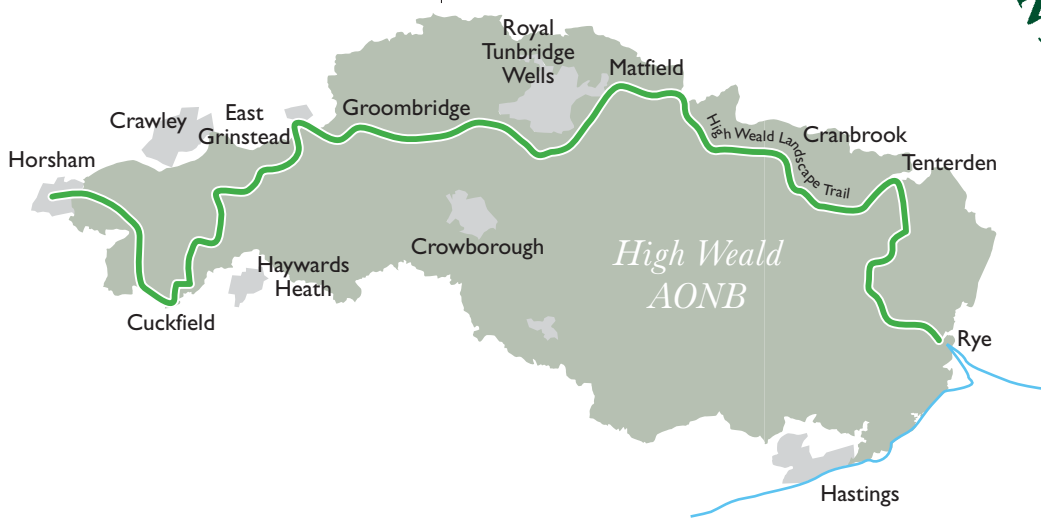 Royal
Tunbridge
Wells
Matfield
Crawley
East
Grinstead
Groombridge
High Weald Landscape Trail
Cranbrook
Horsham
Tenterden
Crowborough
High Weald
AONB
Haywards
Heath
Cuckfield
Rye
Hastings